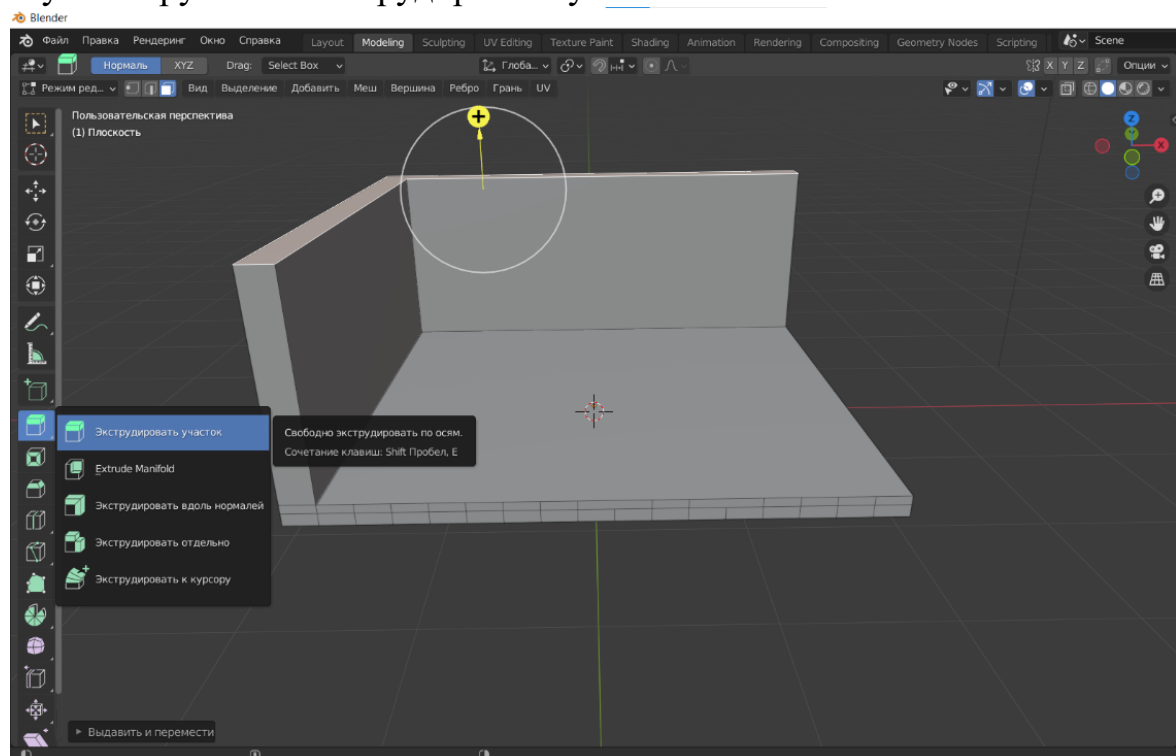 Blender
Файл Правка Рендеринг Окно Справка Layout Modeling Sculpting UV Editing Texture Paint Shading Animation Rendering Compositing Geometry Nodes Scripting Scene
Нормаль XYZ Drag: Select Box Глоба... X Y Z Опции
Режим ред... Вид Выделение Добавить Меш Вершина Ребро Грань UV
Пользовательская перспектива
(1) Плоскость
Z
Y
X
Экструдировать участок
Свободно экструдировать по осям.
Сочетание клавиш: Shift Пробел, E
Extrude Manifold
Экструдировать вдоль нормалей
Экструдировать отдельно
Экструдировать к курсору
Выдавить и перемести